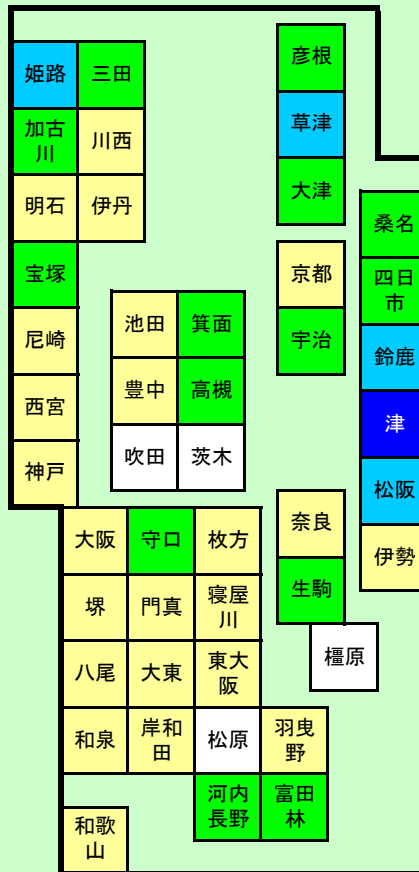 姫路
三田
加古
川
川西
明石
伊丹
宝塚
尼崎
西宮
神戸
彦根
草津
大津
京都
宇治
桑名
四日
市
鈴鹿
津
松阪
伊勢
池田
箕面
豊中
高槻
吹田
茨木
大阪
守口
枚方
堺
門真
寝屋
川
八尾
大東
東大
阪
和泉
岸和
田
松原
羽曳
野
河内
長野
富田
林
和歌
山
奈良
生駒
橿原